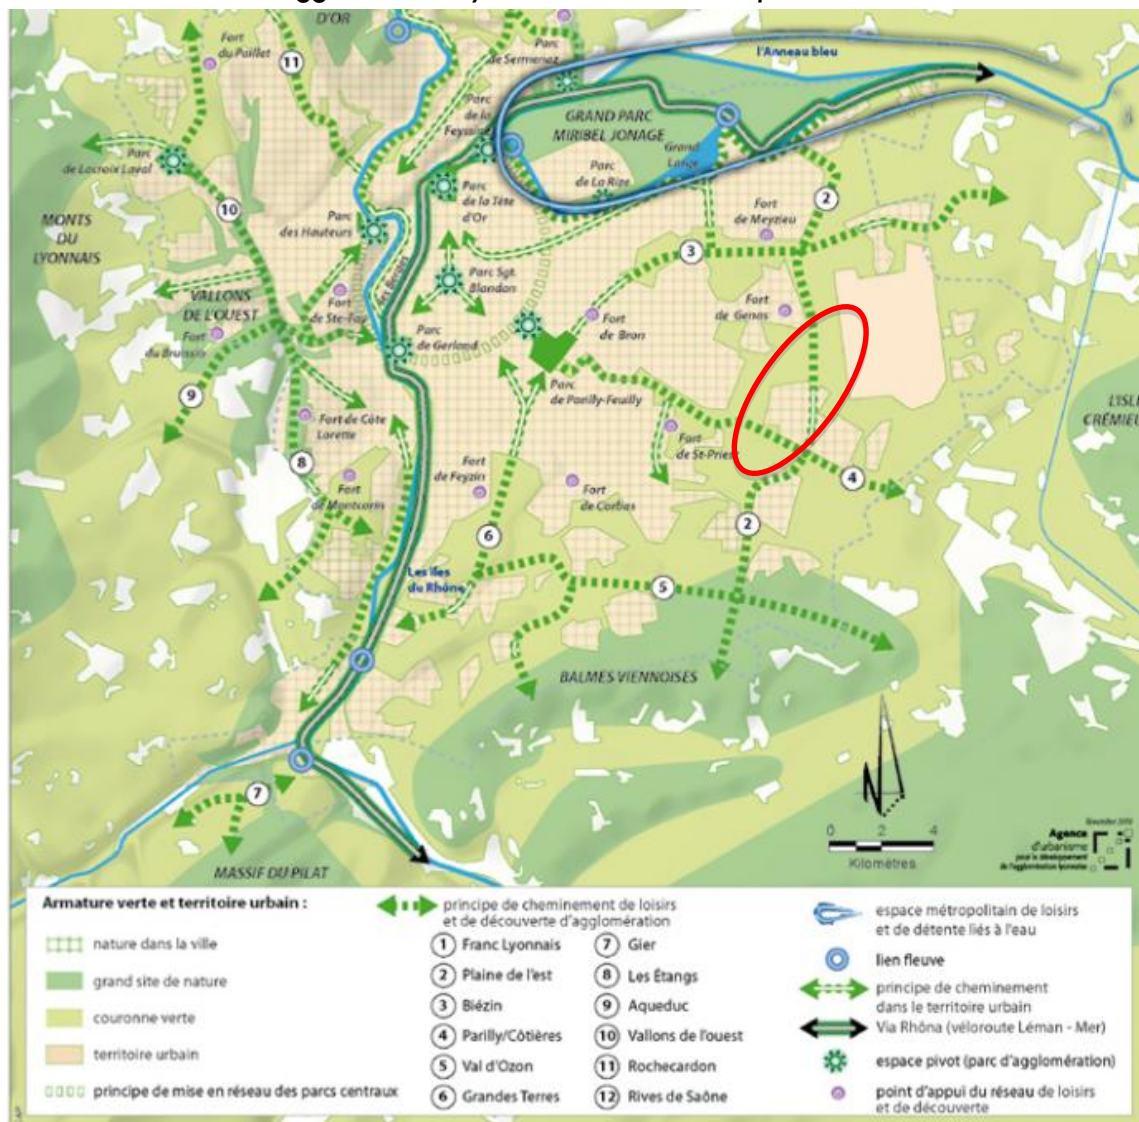 D'OR
Fort
du Paillet
11
Parc
de Sermenaz
l'Anneau bleu
Parc
de la
Feyssine
GRAND PARC
MIRIBEL JONAGE
Grand
Large
Parc
de Lacroix Laval
Parc
de La Rize
Parc
de la Tête
d'Or
2
10
Fort
de Meyzieu
MONTS
DU
LYONNAIS
Parc
des Hauteurs
3
Parc Sgt.
Blandan
VALLONS
DE L'OUEST
Fort
de Ste-Foy
Fort
de Genas
Fort
du Bruissin
Parc
de Gerland
Fort
de Bron
9
Parc
de Parilly-Feuilly
L'ISLE
CRÉMIEU
Fort de Côte
Lorette
Fort
de St-Priest
8
Fort
de Feyzin
4
Fort
de Montcorin
Fort
de Corbas
2
6
Les îles
du Rhône
5
BALMES VIENNOISES
7
N
0 2 4
Kilomètres
Novembre 2010
Agence
d'urbanisme
pour le développement
de l'agglomération lyonnaise
MASSIF DU PILAT
Armature verte et territoire urbain :
nature dans la ville
grand site de nature
couronne verte
territoire urbain
principe de mise en réseau des parcs centraux
principe de cheminement de loisirs
et de découverte d'agglomération
1 Franc Lyonnais
2 Plaine de l'est
3 Biézin
4 Parilly/Côtières
5 Val d'Ozon
6 Grandes Terres
7 Gier
8 Les Étangs
9 Aqueduc
10 Vallons de l'ouest
11 Rochecardon
12 Rives de Saône
espace métropolitain de loisirs
et de détente liés à l'eau
lien fleuve
principe de cheminement
dans le territoire urbain
Via Rhôna (véloroute Léman - Mer)
espace pivot (parc d'agglomération)
point d'appui du réseau de loisirs
et de découverte